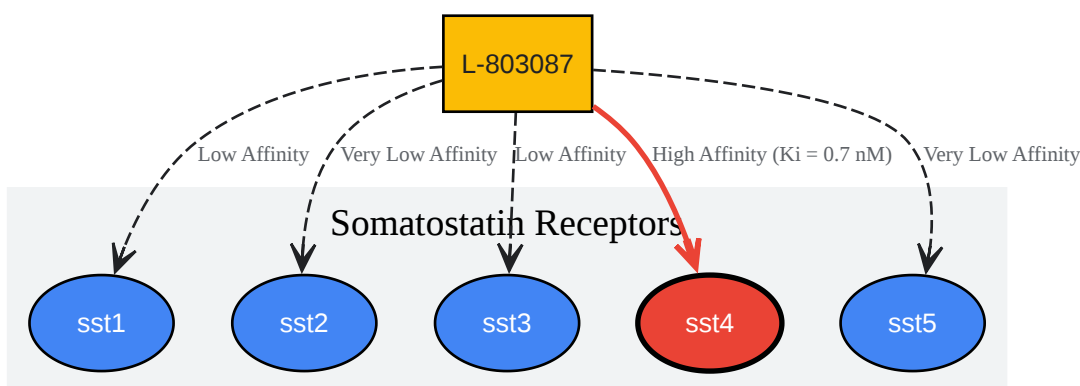 L-803087
Low Affinity
Very Low Affinity
Low Affinity
High Affinity (Ki = 0.7 nM)
Very Low Affinity
Somatostatin Receptors
sst1
sst2
sst3
sst4
sst5